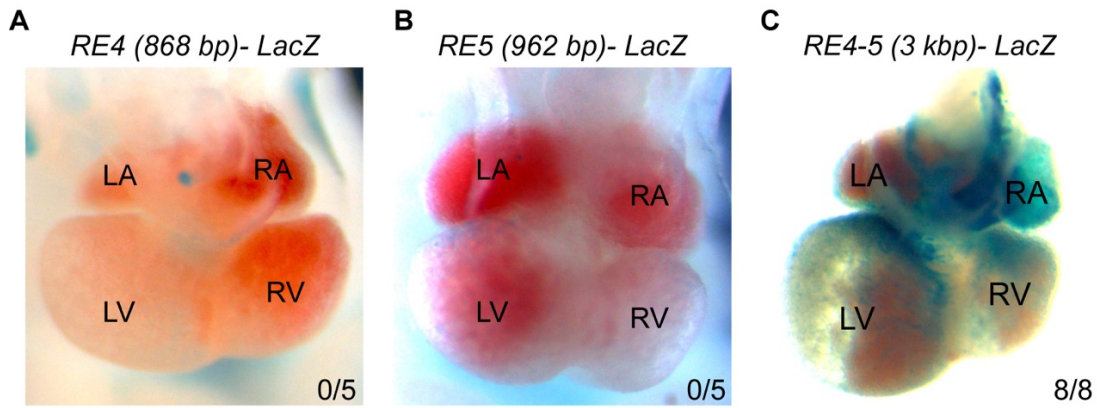 A
RE4 (868 bp)- LacZ
LA
RA
LV
RV
0/5
B
RE5 (962 bp)- LacZ
LA
RA
LV
RV
0/5
C
RE4-5 (3 kbp)- LacZ
LA
RA
LV
RV
8/8